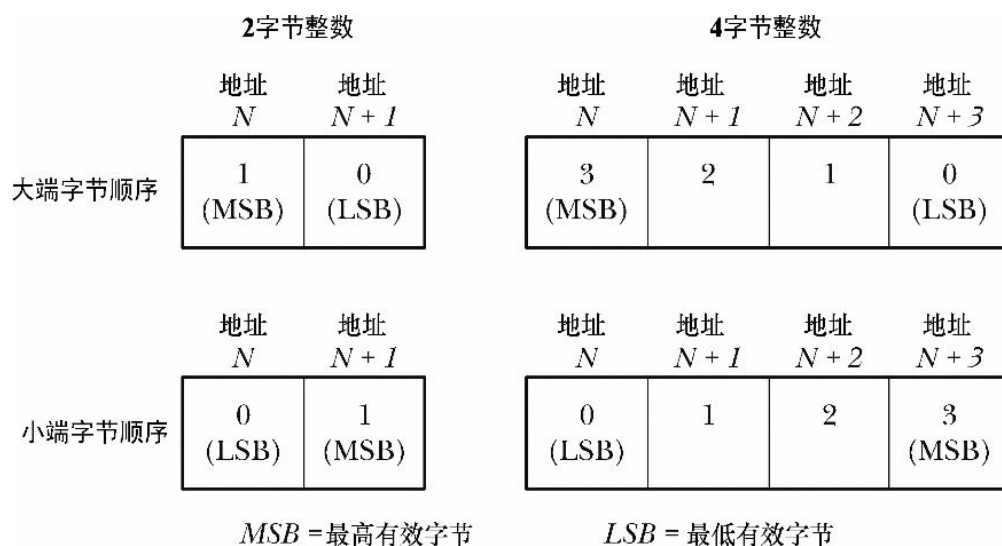 2字节整数 4字节整数
地址 地址 地址 地址 地址 地址
N N + 1 N N + 1 N + 2 N + 3
大端字节顺序
1 0 3 2 1 0
(MSB) (LSB) (MSB) (LSB)
地址 地址 地址 地址 地址 地址
N N + 1 N N + 1 N + 2 N + 3
小端字节顺序
0 1 0 1 2 3
(LSB) (MSB) (LSB) (MSB)
MSB = 最高有效字节 LSB = 最低有效字节